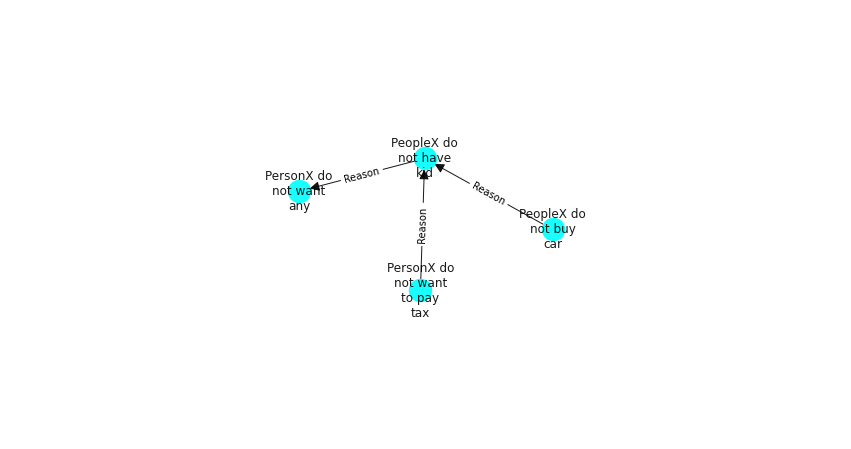 PeopleX do
not have
kid
Reason
PersonX do
not want
any
Reason
PeopleX do
not buy
car
Reason
PersonX do
not want
to pay
tax